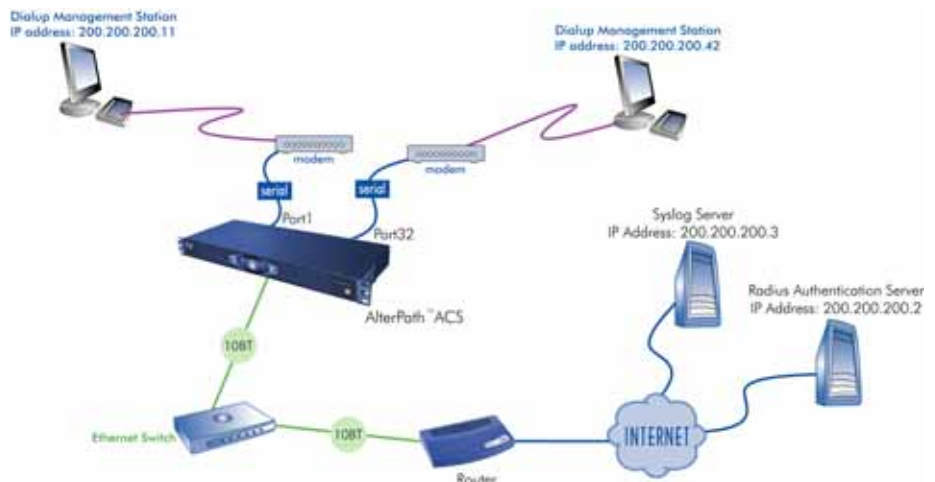 Dialup Management Station
IP address: 200.200.200.11
Dialup Management Station
IP address: 200.200.200.42
modem
modem
serial
serial
Port1
Port32
Syslog Server
IP Address: 200.200.200.3
Radius Authentication Server
IP Address: 200.200.200.2
AlterPath™ACS
10BT
Ethernet Switch
10BT
INTERNET
Router